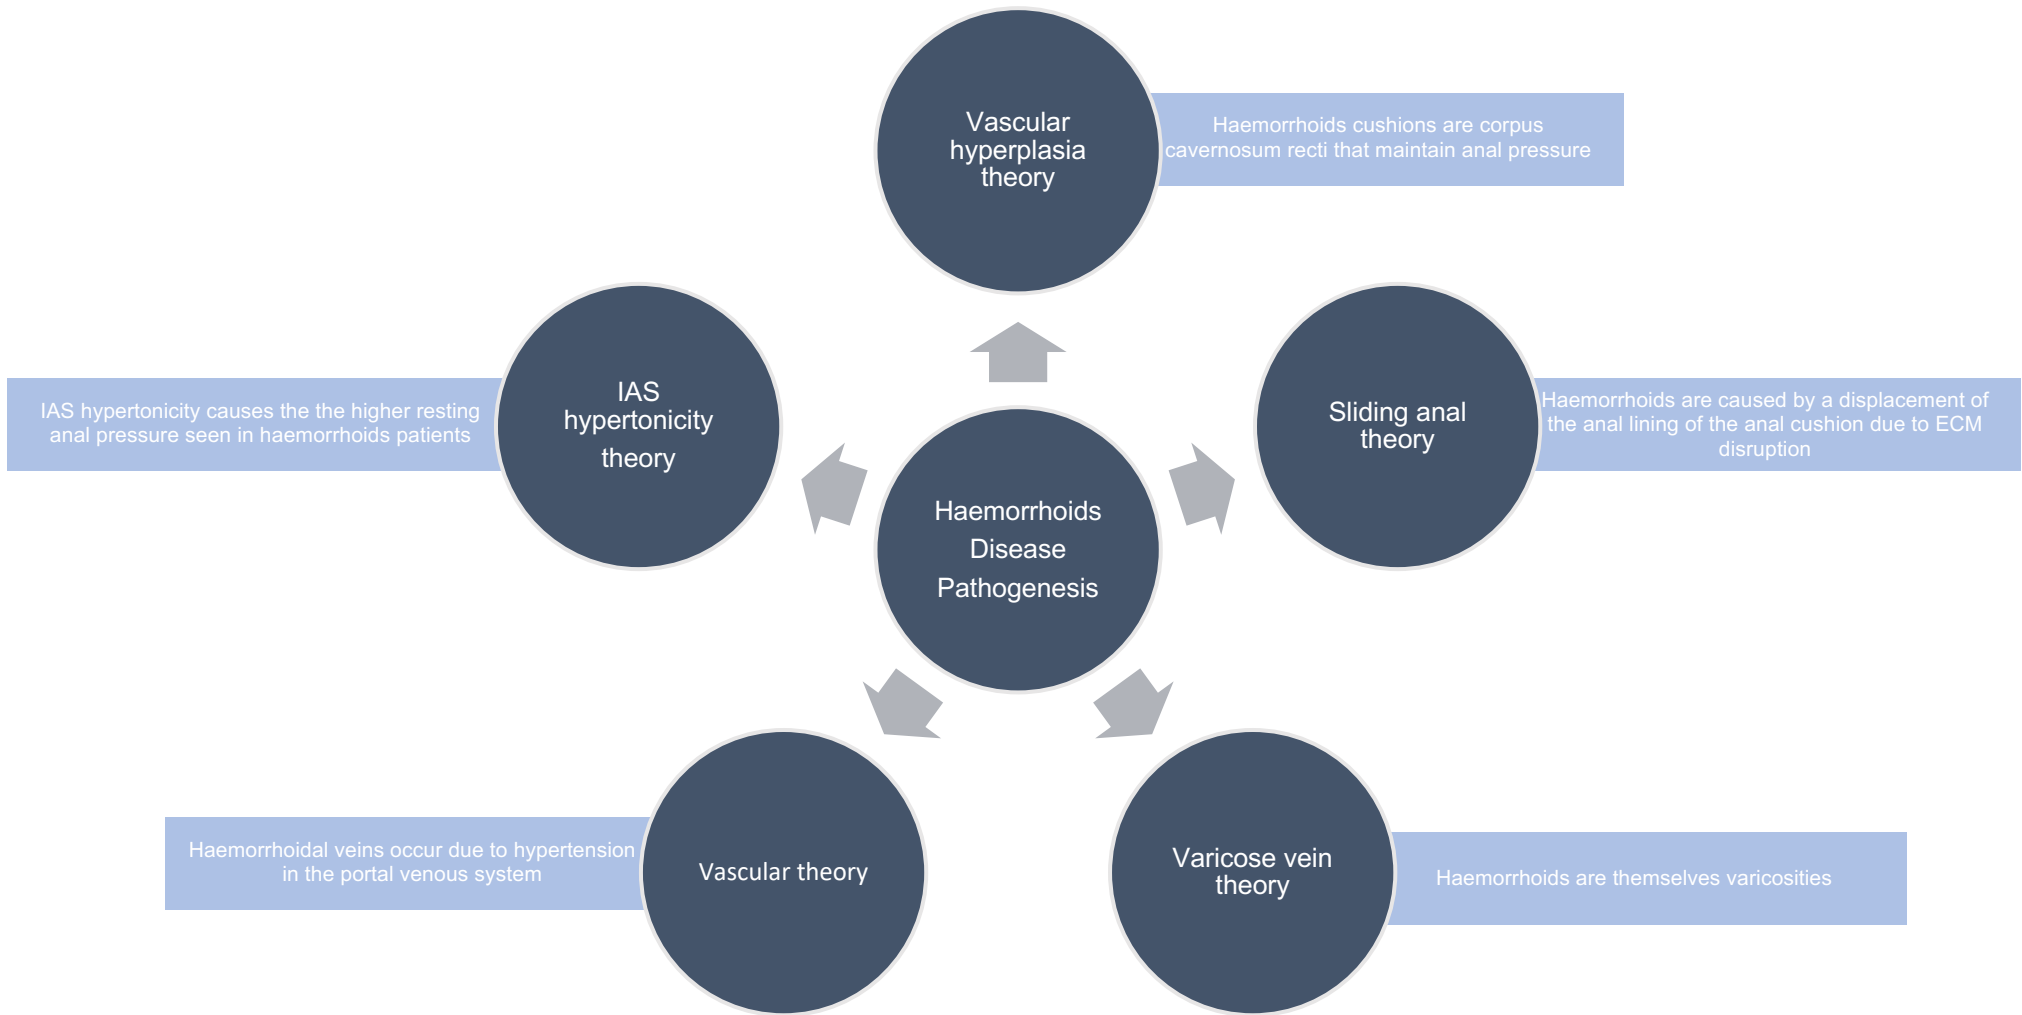 Vascular
hyperplasia
theory
Haemorrhoids cushions are corpus
cavernosum recti that maintain anal pressure
IAS hypertonicity causes the the higher resting
anal pressure seen in haemorrhoids patients
IAS
hypertonicity
theory
Sliding anal
theory
Haemorrhoids are caused by a displacement of
the anal lining of the anal cushion due to ECM
disruption
Haemorrhoids
Disease
Pathogenesis
Haemorrhoidal veins occur due to hypertension
in the portal venous system
Vascular theory
Varicose vein
theory
Haemorrhoids are themselves varicosities